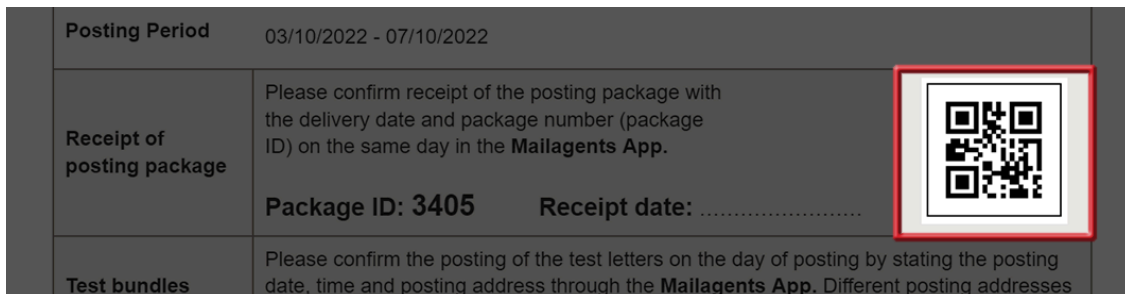 Posting Period
03/10/2022 - 07/10/2022
Receipt of
posting package
Please confirm receipt of the posting package with
the delivery date and package number (package
ID) on the same day in the Mailagents App.
Package ID: 3405 Receipt date: ........................
Test bundles
Please confirm the posting of the test letters on the day of posting by stating the posting
date, time and posting address through the Mailagents App. Different posting addresses